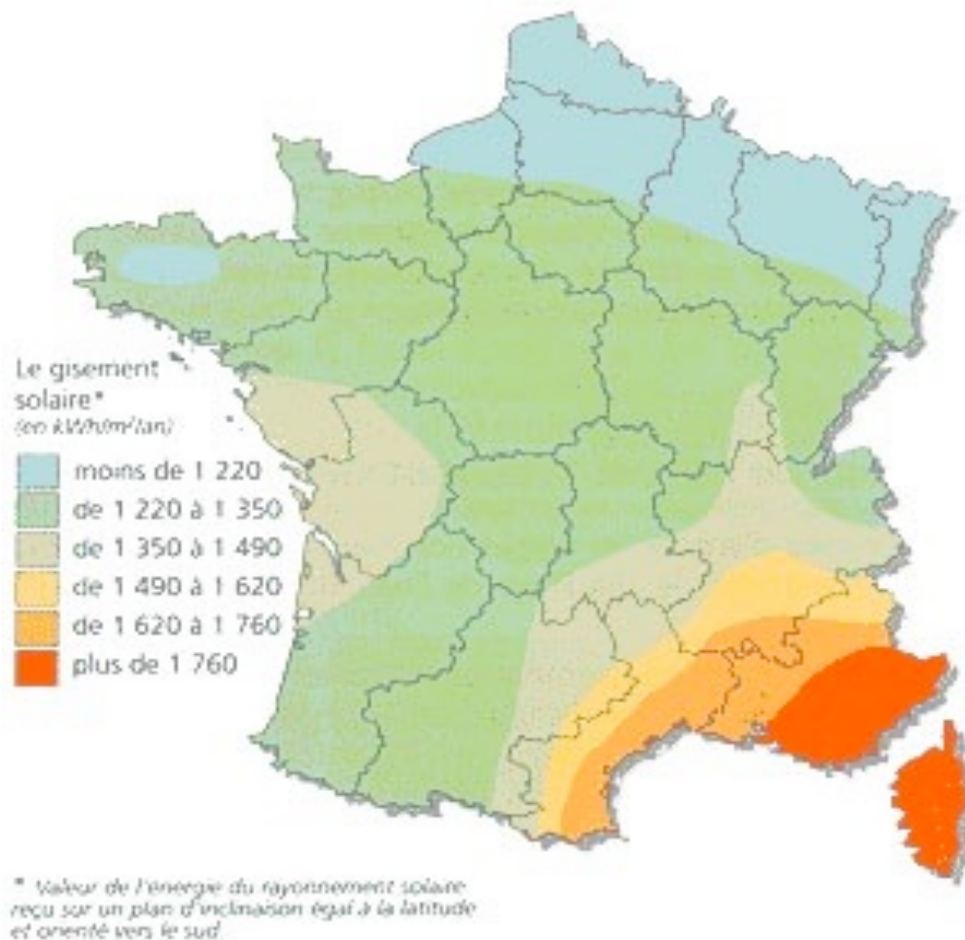 Le gisement
solaire*
(en kWh/m²/an)
moins de 1 220
de 1 220 à 1 350
de 1 350 à 1 490
de 1 490 à 1 620
de 1 620 à 1 760
plus de 1 760
* Valeur de l'énergie du rayonnement solaire
reçu sur un plan d'inclinaison égal à la latitude
et orienté vers le sud.